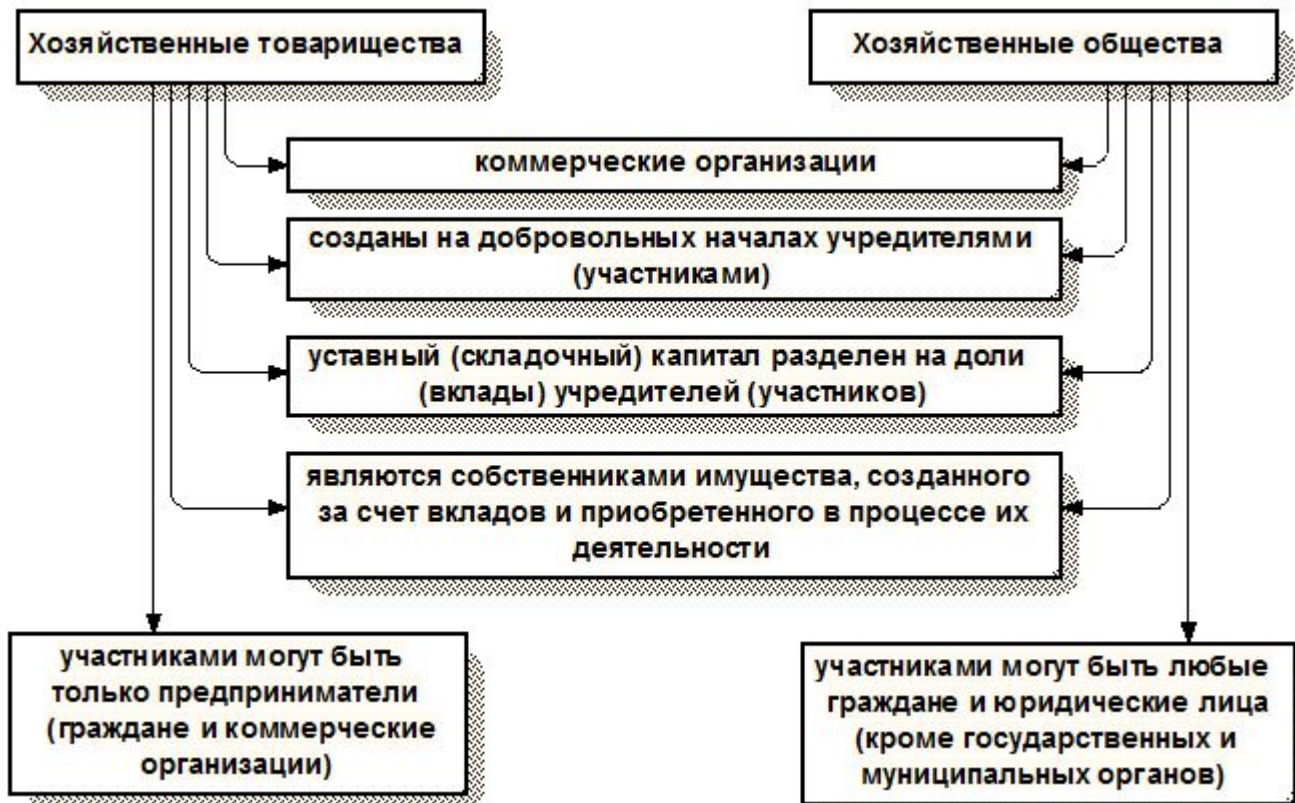 Хозяйственные товарищества
Хозяйственные общества
коммерческие организации
созданы на добровольных началах учредителями
(участниками)
уставный (складочный) капитал разделен на доли
(вклады) учредителей (участников)
являются собственниками имущества, созданного
за счет вкладов и приобретенного в процессе их
деятельности
участниками могут быть
только предприниматели
(граждане и коммерческие
организации)
участниками могут быть любые
граждане и юридические лица
(кроме государственных и
муниципальных органов)